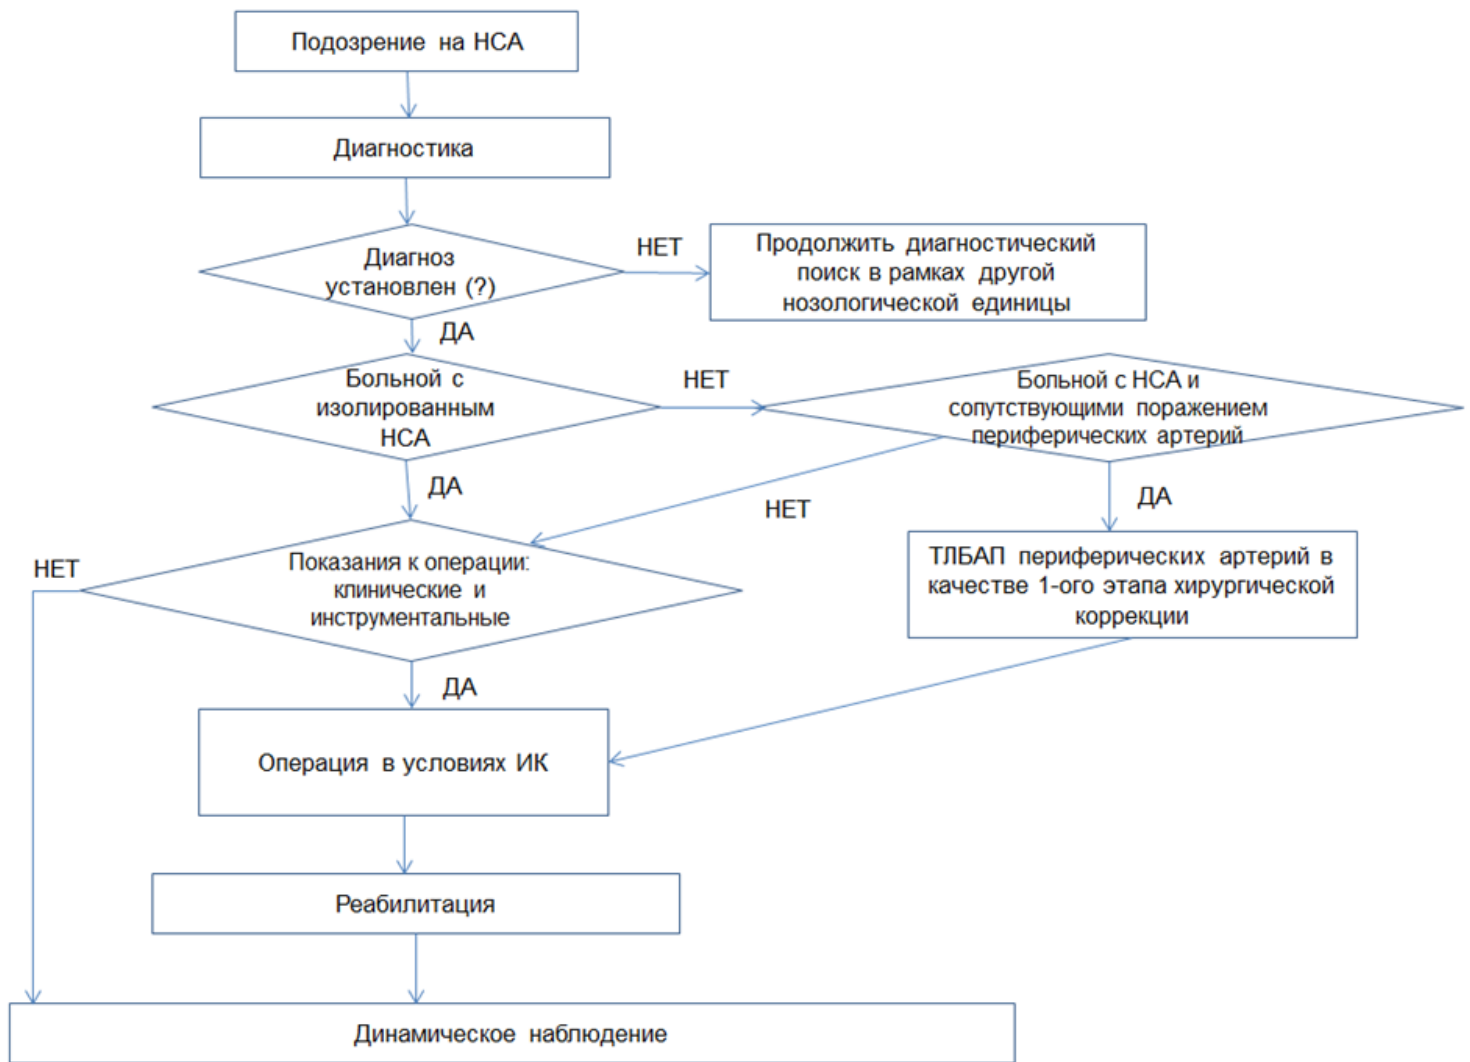 Подозрение на НСА
Диагностика
Диагноз
установлен (?)
НЕТ
Продолжить диагностический
поиск в рамках другой
нозологической единицы
ДА
Больной с
изолированным
НСА
НЕТ
Больной с НСА и
сопутствующими поражением
периферических артерий
ДА
НЕТ
ДА
НЕТ
Показания к операции:
клинические и
инструментальные
ТЛБАП периферических артерий в
качестве 1-ого этапа хирургической
коррекции
ДА
Операция в условиях ИК
Реабилитация
Динамическое наблюдение